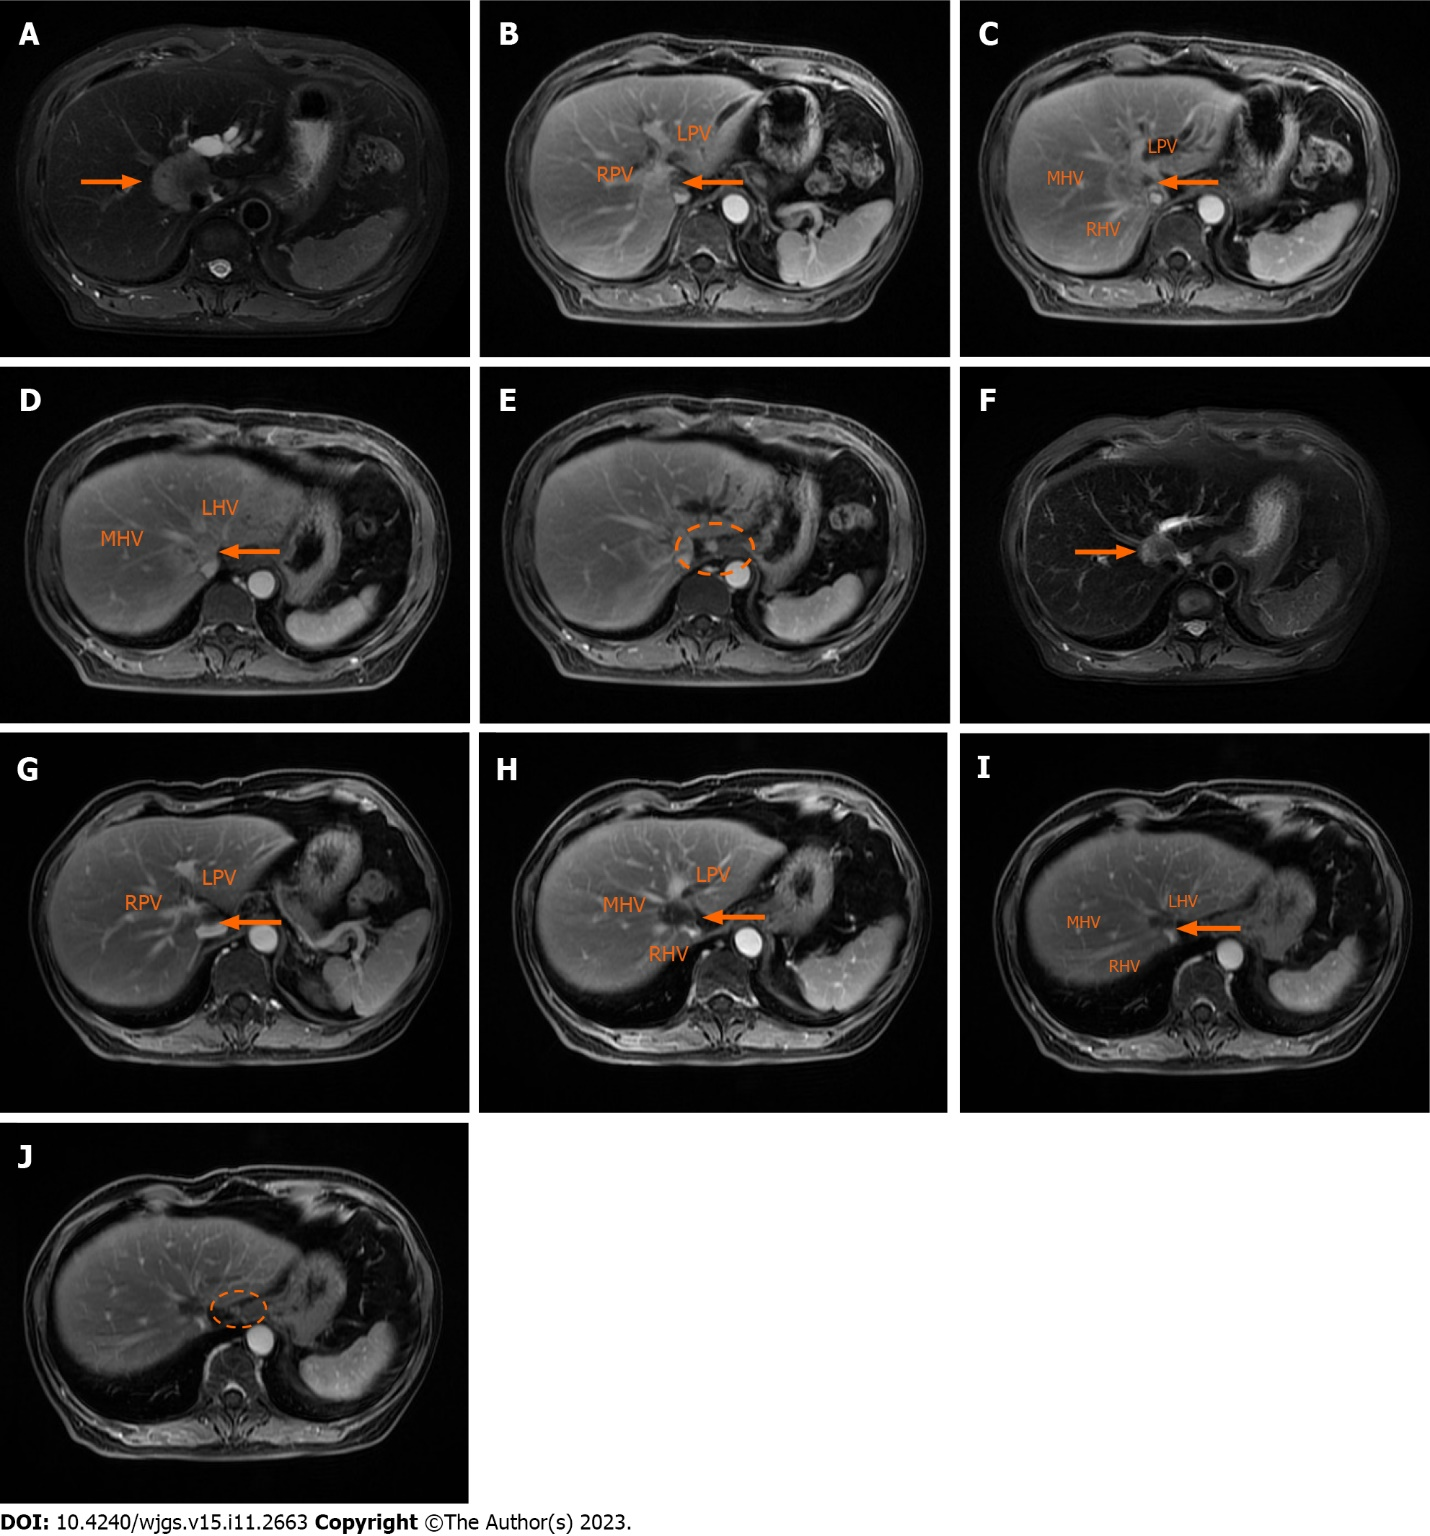 A
B
LPV
RPV
C
LPV
MHV
RHV
D
LHV
MHV
E
F
G
LPV
RPV
H
LPV
MHV
RHV
I
LHV
MHV
RHV
J
DOI: 10.4240/wjgs.v15.i11.2663 Copyright ©The Author(s) 2023.